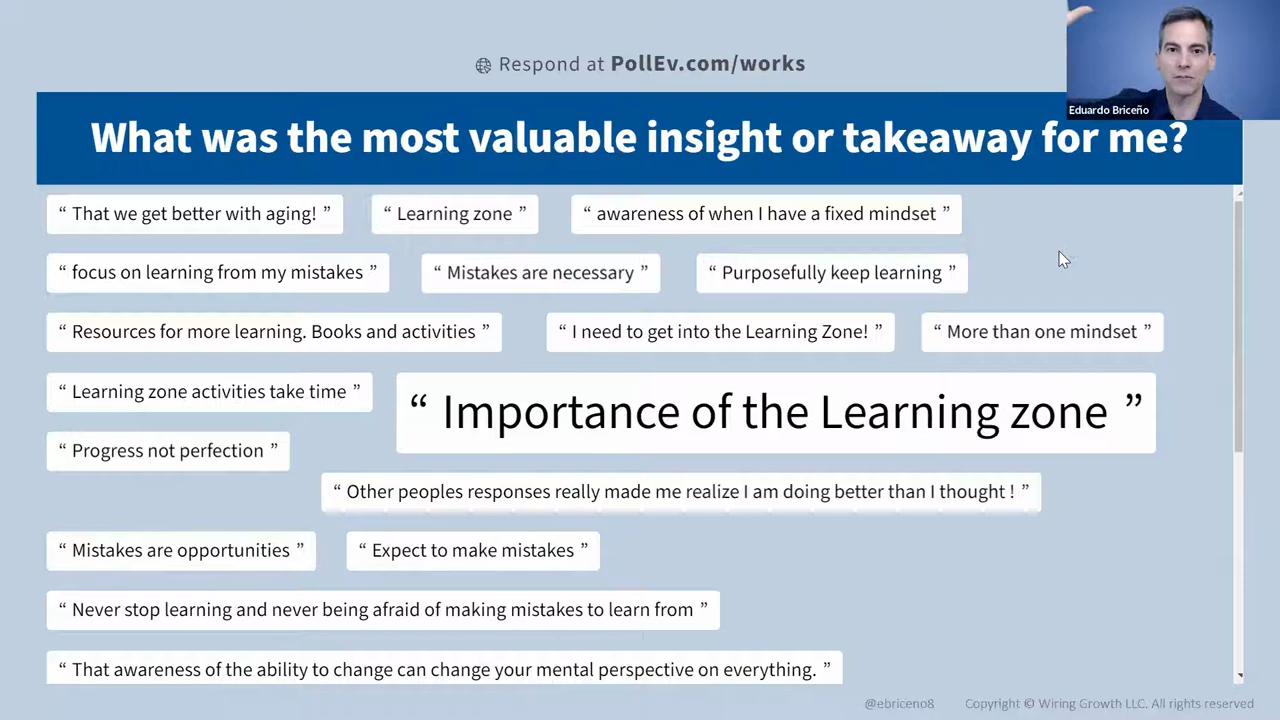 Respond at PollEv.com/works
Eduardo Briceño
What was the most valuable insight or takeaway for me?
“ That we get better with aging! ” “ Learning zone ” “ awareness of when I have a fixed mindset ”
“ focus on learning from my mistakes ” “ Mistakes are necessary ” “ Purposefully keep learning ”
“ Resources for more learning. Books and activities ” “ I need to get into the Learning Zone! ” “ More than one mindset ”
“ Learning zone activities take time ” “ Importance of the Learning zone ”
“ Progress not perfection ”
“ Other peoples responses really made me realize I am doing better than I thought ! ”
“ Mistakes are opportunities ” “ Expect to make mistakes ”
“ Never stop learning and never being afraid of making mistakes to learn from ”
“ That awareness of the ability to change can change your mental perspective on everything. ”
@ebriceno8 Copyright © Wiring Growth LLC. All rights reserved